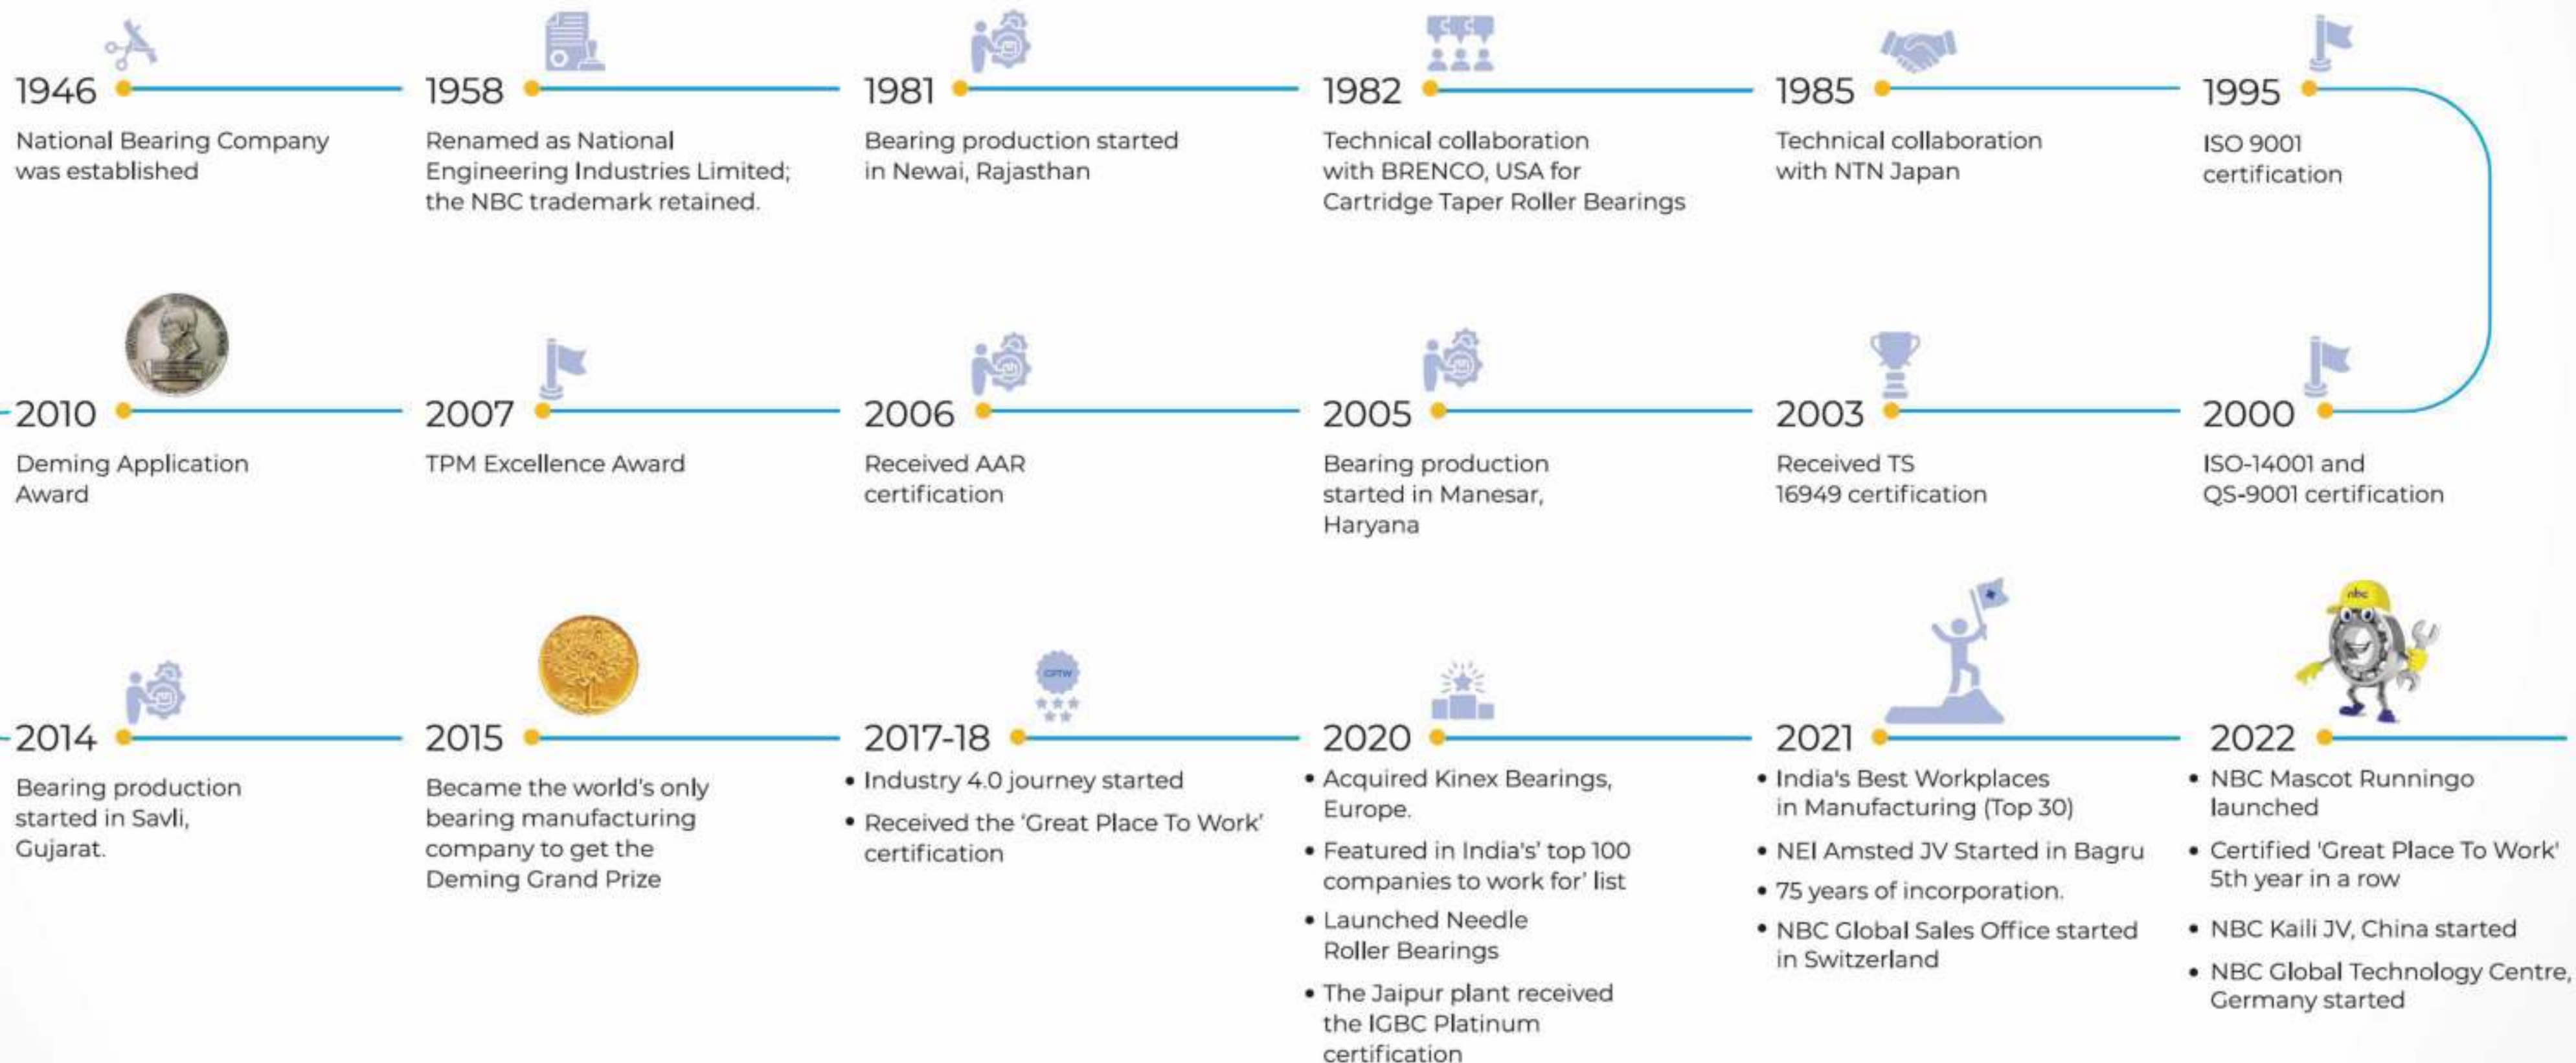 1946
National Bearing Company
was established
1958
Renamed as National
Engineering Industries Limited;
the NBC trademark retained.
1981
Bearing production started
in Newai, Rajasthan
1982
Technical collaboration
with BRENCO, USA for
Cartridge Taper Roller Bearings
1985
Technical collaboration
with NTN Japan
1995
ISO 9001
certification
2010
Deming Application
Award
2007
TPM Excellence Award
2006
Received AAR
certification
2005
Bearing production
started in Manesar,
Haryana
2003
Received TS
16949 certification
2000
ISO-14001 and
QS-9001 certification
2014
Bearing production
started in Savli,
Gujarat.
2015
Became the world's only
bearing manufacturing
company to get the
Deming Grand Prize
GPTW
2017-18
• Industry 4.0 journey started
• Received the 'Great Place To Work'
certification
2020
• Acquired Kinex Bearings,
Europe.
• Featured in India's' top 100
companies to work for' list
• Launched Needle
Roller Bearings
• The Jaipur plant received
the IGBC Platinum
certification
2021
• India's Best Workplaces
in Manufacturing (Top 30)
• NEI Amsted JV Started in Bagru
• 75 years of incorporation.
• NBC Global Sales Office started
in Switzerland
nbc
2022
• NBC Mascot Runningo
launched
• Certified 'Great Place To Work'
5th year in a row
• NBC Kaili JV, China started
• NBC Global Technology Centre,
Germany started